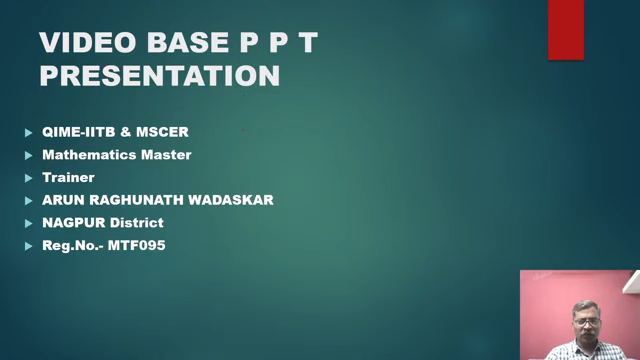 VIDEO BASE P P T
PRESENTATION
QIME-IITB & MSCER
Mathematics Master
Trainer
ARUN RAGHUNATH WADASKAR
NAGPUR District
Reg.No.- MTF095